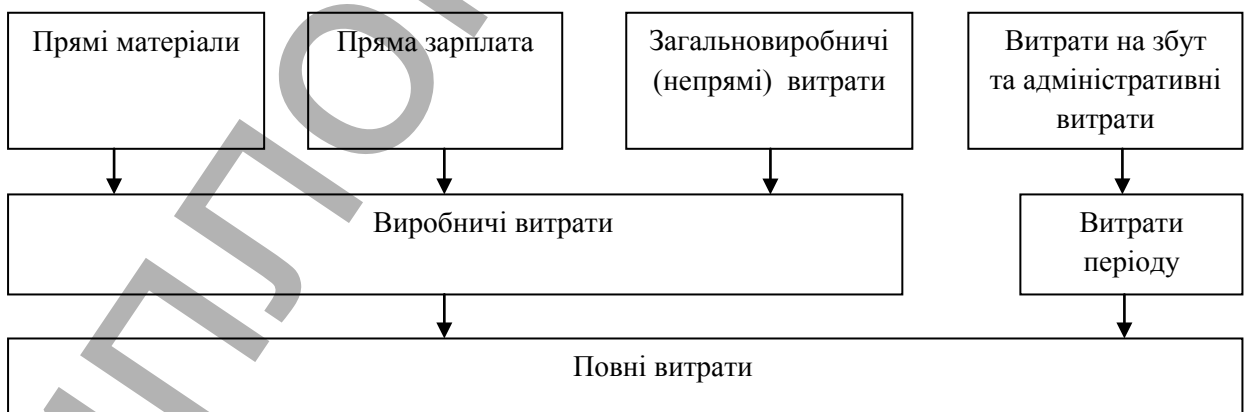 Прямі матеріали
Пряма зарплата
Загальновиробничі
(непрямі) витрати
Витрати на збут
та адміністративні
витрати
Виробничі витрати
Витрати
періоду
Повні витрати